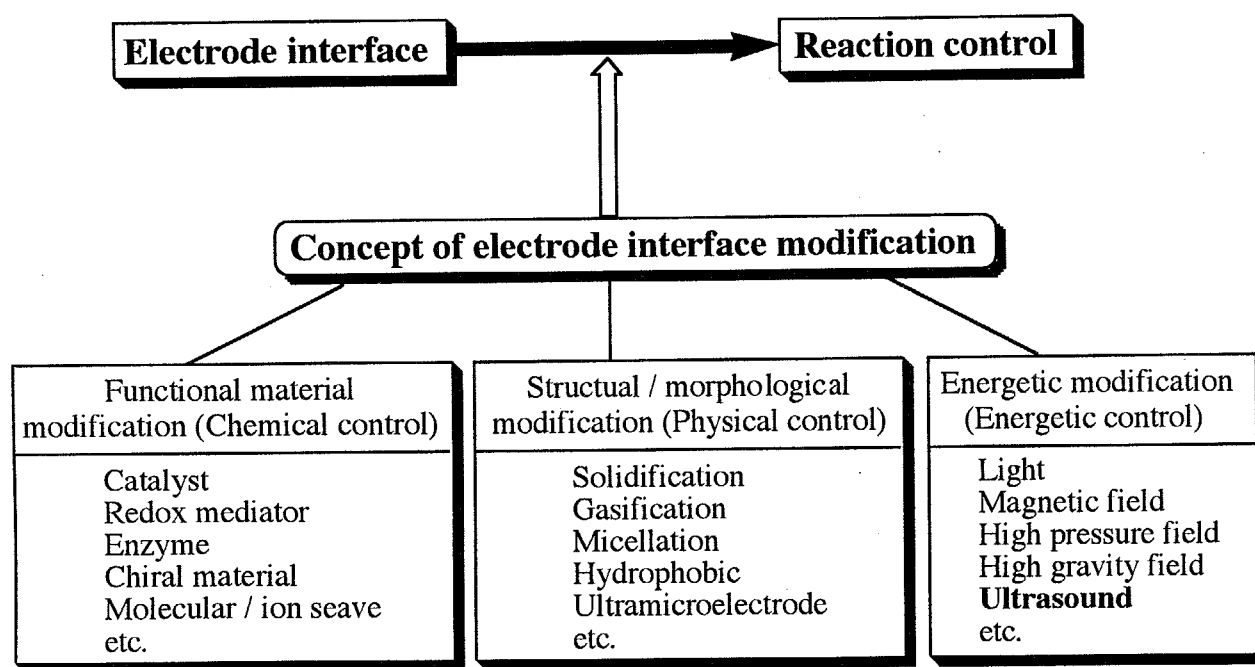 Electrode interface
Reaction control
Concept of electrode interface modification
Functional material
modification (Chemical control)
Catalyst
Redox mediator
Enzyme
Chiral material
Molecular / ion seave
etc.
Structual / morphological
modification (Physical control)
Solidification
Gasification
Micellation
Hydrophobic
Ultramicroelectrode
etc.
Energetic modification
(Energetic control)
Light
Magnetic field
High pressure field
High gravity field
Ultrasound
etc.